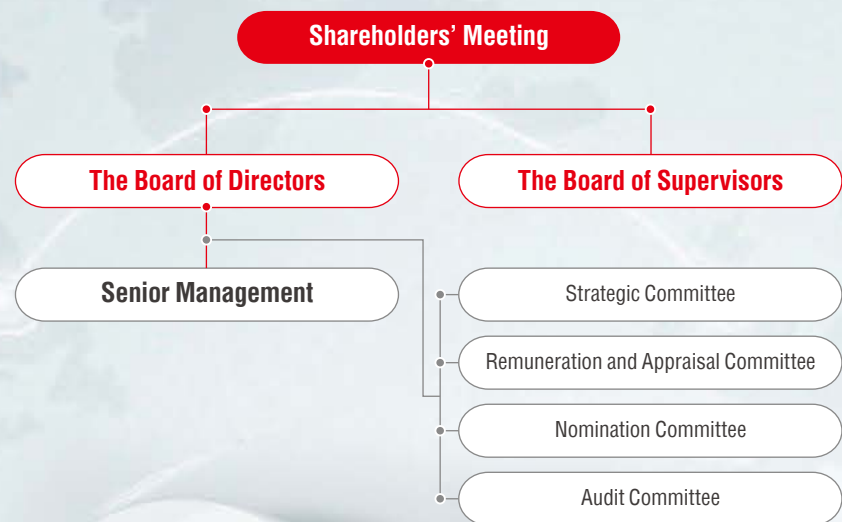 Shareholders’ Meeting
The Board of Directors
The Board of Supervisors
Senior Management
Strategic Committee
Remuneration and Appraisal Committee
Nomination Committee
Audit Committee